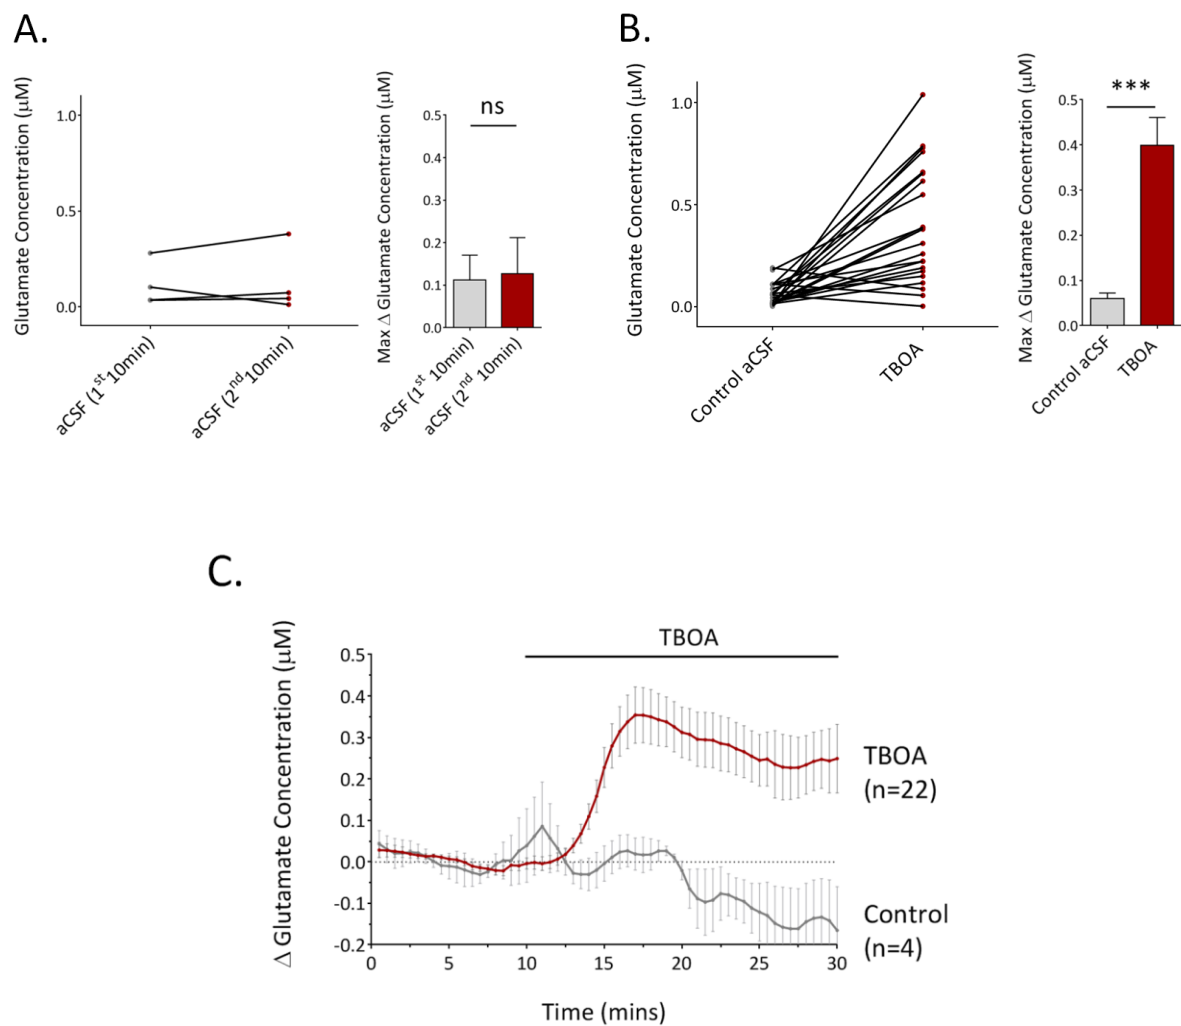 A.
Glutamate Concentration (μM)
1.0
0.5
0.0
aCSF (1st 10min)
aCSF (2nd 10min)
Max Δ Glutamate Concentration (μM)
0.5
0.4
0.3
0.2
0.1
0.0
ns
aCSF (1st 10min)
aCSF (2nd 10min)
B.
Glutamate Concentration (μM)
1.0
0.5
0.0
Control aCSF
TBOA
Max Δ Glutamate Concentration (μM)
0.5
0.4
0.3
0.2
0.1
0.0
***
Control aCSF
TBOA
C.
Δ Glutamate Concentration (μM)
0.5
0.4
0.3
0.2
0.1
0.0
-0.1
-0.2
TBOA
TBOA
(n=22)
Control
(n=4)
0 5 10 15 20 25 30
Time (mins)